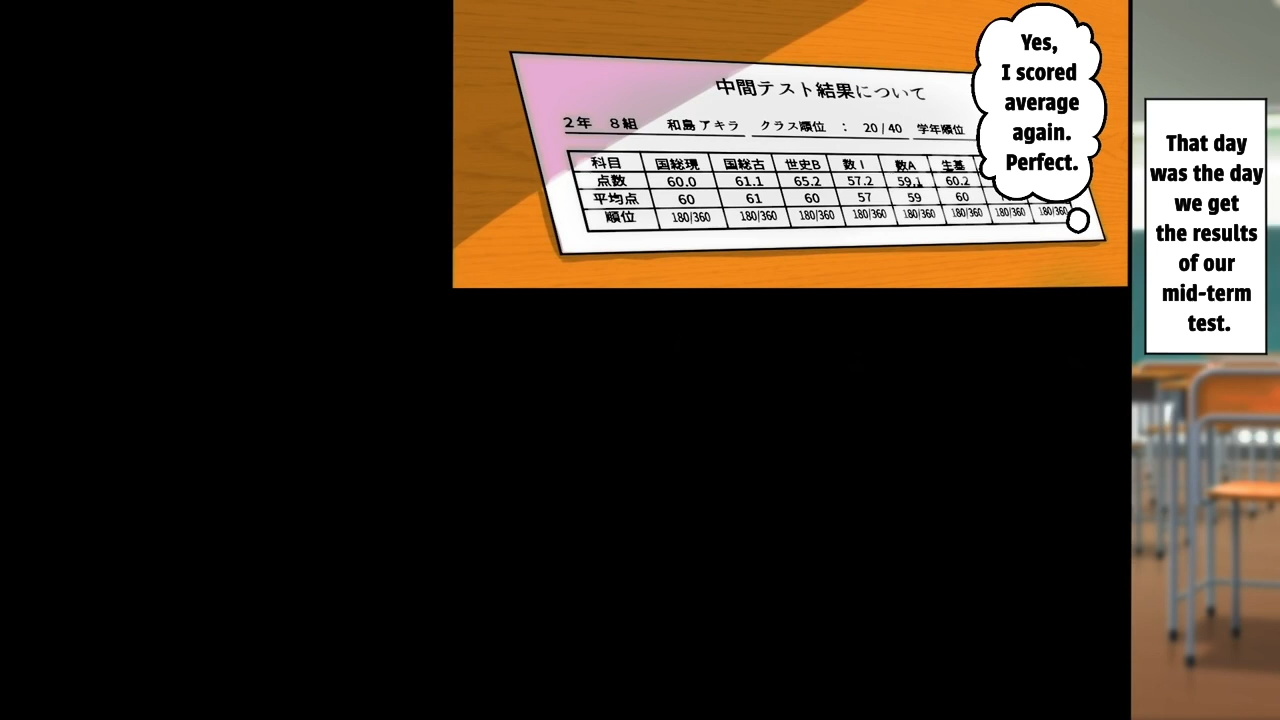 That day
was the day
we get
the results
of our
mid-term
test.
Yes,
I scored
average
again.
Perfect.
中間テスト結果について
2年 8組 和島 アキラ クラス順位 : 20 / 40 学年順位
科目 国総現 国総古 世史B 数I 数A 生基
点数 60.0 61.1 65.2 57.2 59.1 60.2
平均点 60 61 60 57 59 60
順位 180/360 180/360 180/360 180/360 180/360 180/360 180/360 180/360